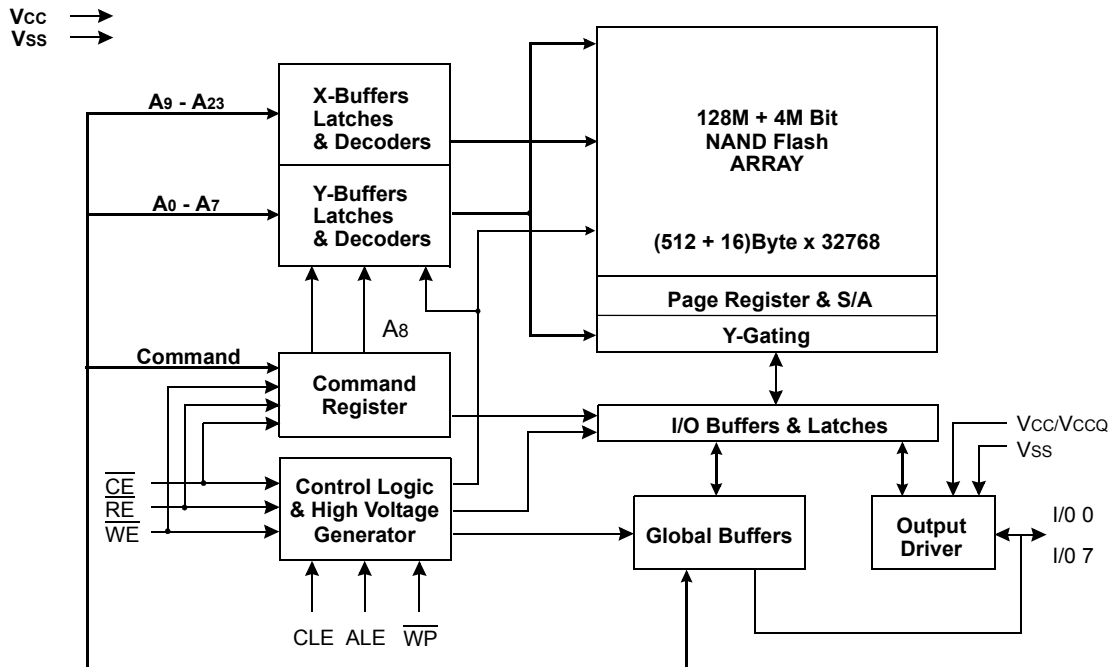 VCC
VSS
A9 - A23
X-Buffers
Latches
& Decoders
128M + 4M Bit
NAND Flash
ARRAY
A0 - A7
Y-Buffers
Latches
& Decoders
(512 + 16)Byte x 32768
Page Register & S/A
Y-Gating
A8
Command
Command
Register
I/O Buffers & Latches
VCC/VCCQ
VSS
CE
RE
WE
Control Logic
& High Voltage
Generator
Global Buffers
Output
Driver
I/0 0
I/0 7
CLE
ALE
WP